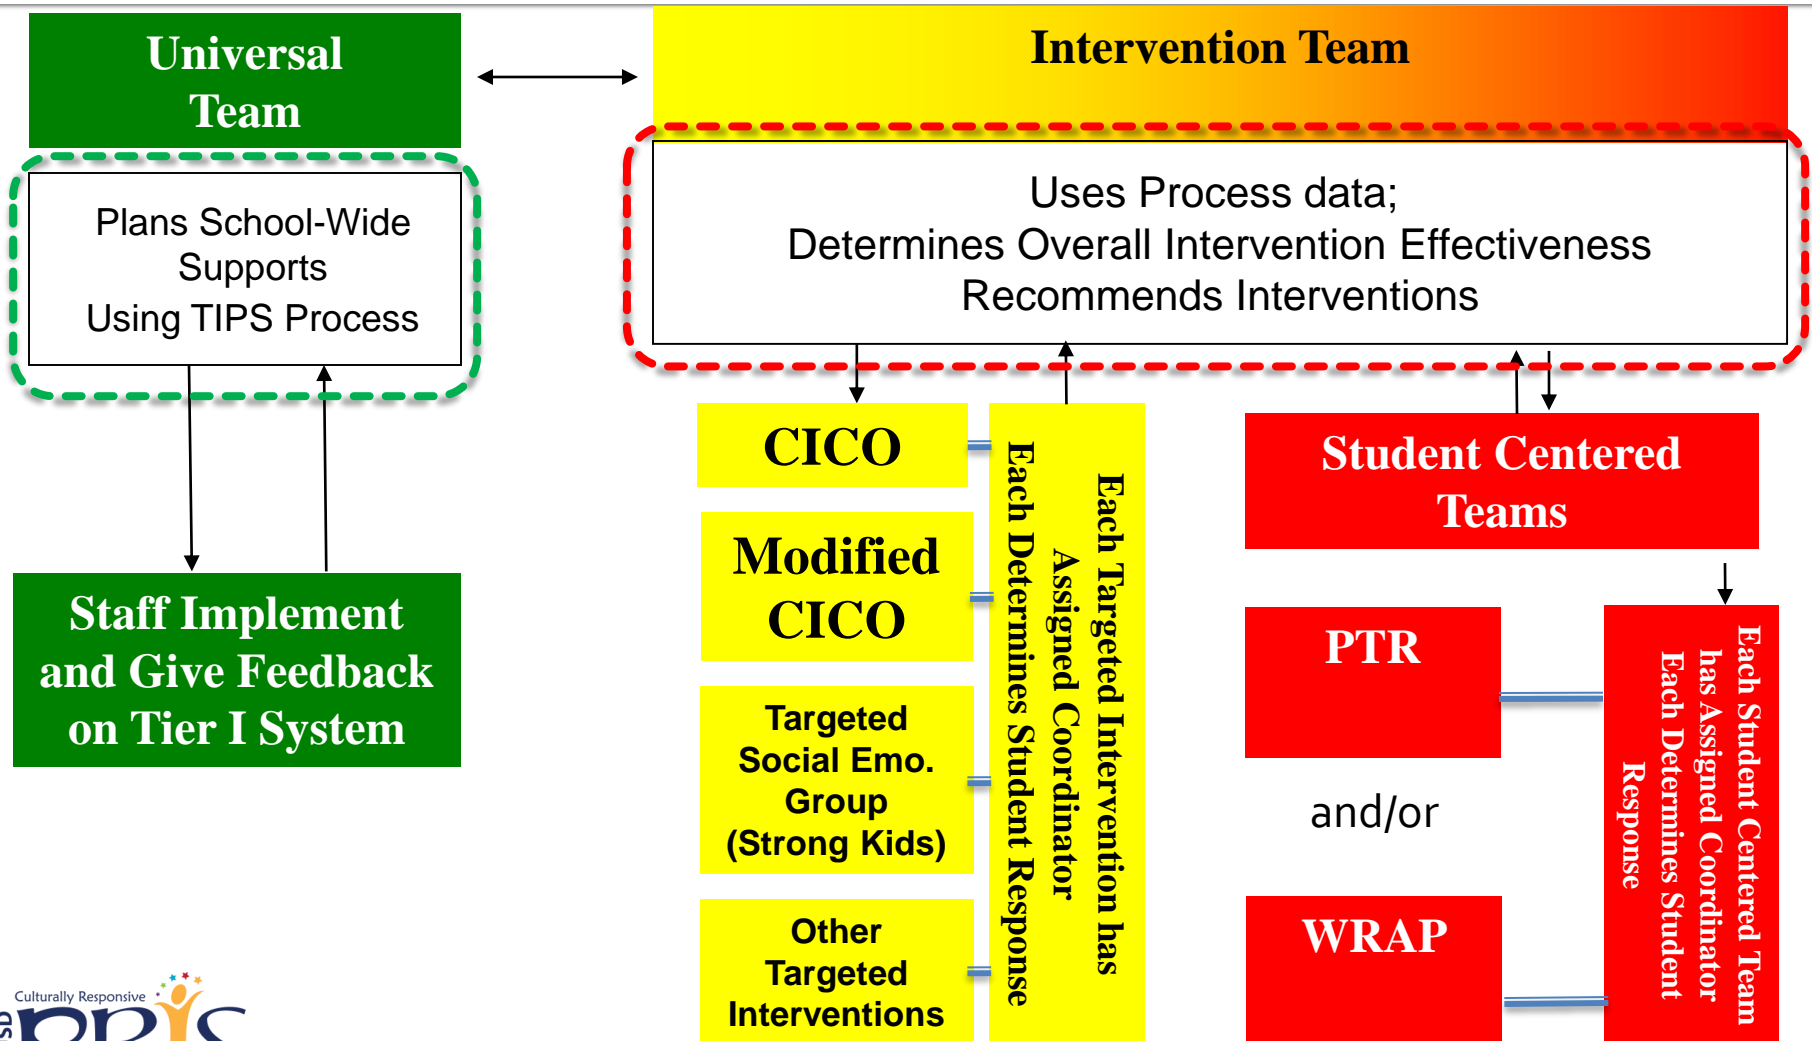 Universal
Team
Intervention Team
Plans School-Wide
Supports
Using TIPS Process
Uses Process data;
Determines Overall Intervention Effectiveness
Recommends Interventions
Staff Implement
and Give Feedback
on Tier I System
CICO
Modified
CICO
Targeted
Social Emo.
Group
(Strong Kids)
Other
Targeted
Interventions
Each Targeted Intervention has
Assigned Coordinator
Each Determines Student Response
Student Centered
Teams
PTR
and/or
WRAP
Each Student Centered Team
has Assigned Coordinator
Each Determines Student
Response
Culturally Responsive